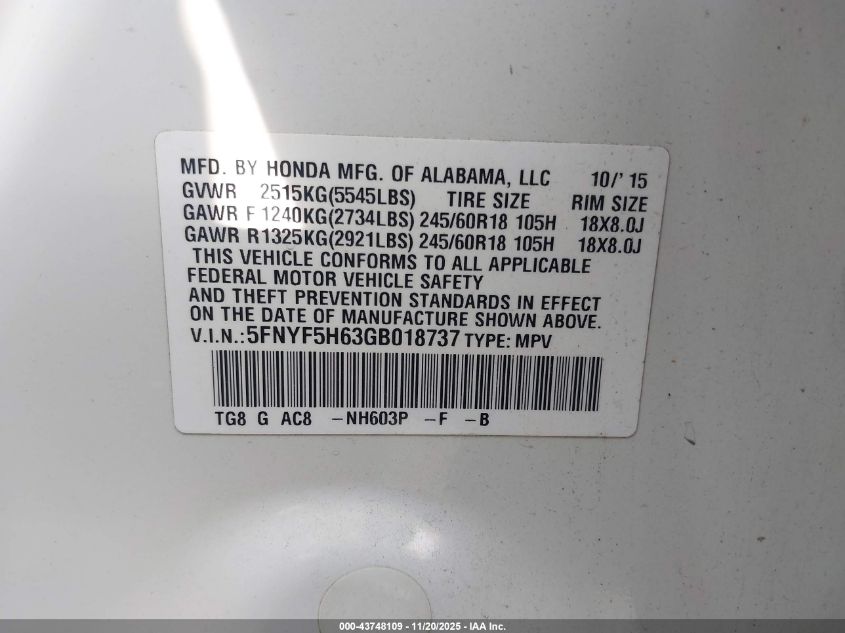 MFD. BY HONDA MFG. OF ALABAMA, LLC 10/'15
GVWR 2515KG(5545LBS) TIRE SIZE RIM SIZE
GAWR F 1240KG(2734LBS) 245/60R18 105H 18X8.0J
GAWR R1325KG(2921LBS) 245/60R18 105H 18X8.0J
THIS VEHICLE CONFORMS TO ALL APPLICABLE
FEDERAL MOTOR VEHICLE SAFETY
AND THEFT PREVENTION STANDARDS IN EFFECT
ON THE DATE OF MANUFACTURE SHOWN ABOVE.
V.I.N.:5FNYF5H63GB018737 TYPE: MPV
TG8 G AC8 -NH603P -F -B
000-43748109 - 11/20/2025 - IAA Inc.